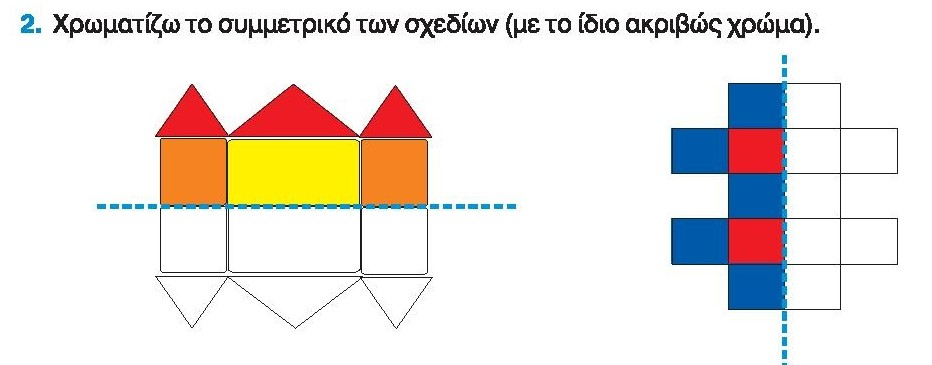 2. Χρωματίζω το συμμετρικό των σχεδίων (με το ίδιο ακριβώς χρώμα).